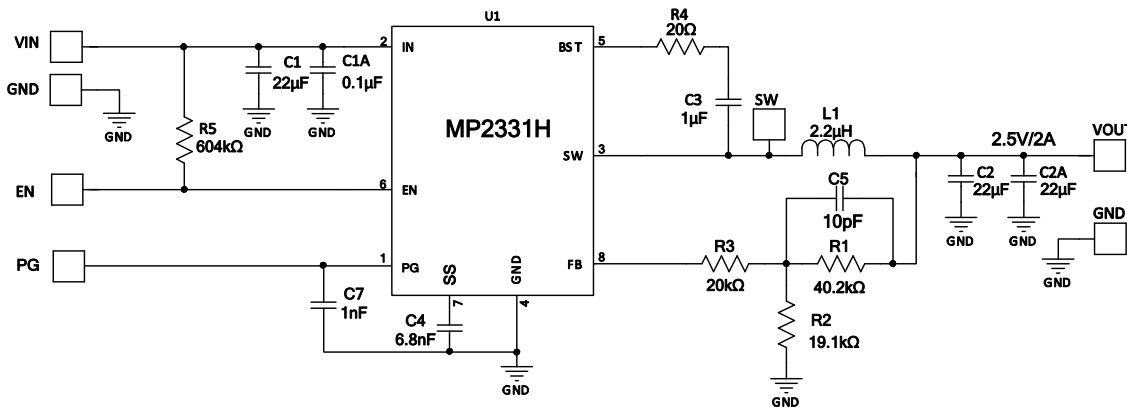 U1
VIN
2
IN
BST
5
R4
20Ω
C1
22µF
C1A
0.1µF
GND
GND
GND
GND
R5
604kΩ
MP2331H
C3
1µF
SW
L1
2.2µH
2.5V/2A
VOUT
SW
3
C2
22µF
C2A
22µF
EN
6
EN
C5
10pF
GND
GND
GND
PG
1
PG
SS
GND
FB
8
R3
20kΩ
R1
40.2kΩ
GND
C7
1nF
7
4
C4
6.8nF
R2
19.1kΩ
GND
GND